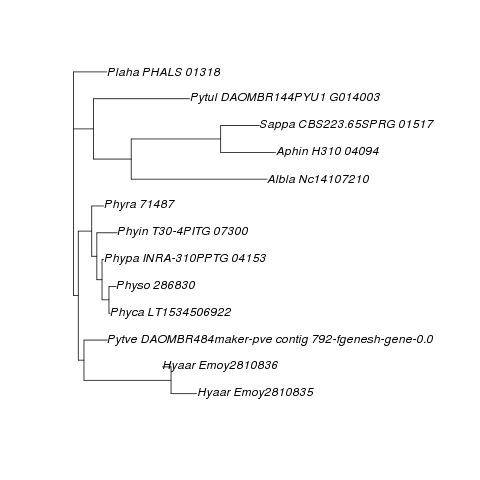 Plaha PHALS 01318
Pytul DAOMBR144PYU1 G014003
Sappa CBS223.65SPRG 01517
Aphin H310 04094
Albla Nc14107210
Phyra 71487
Phyin T30-4PITG 07300
Phypa INRA-310PPTG 04153
Physo 286830
Phyca LT1534506922
Pytve DAOMBR484maker-pve contig 792-fgenesh-gene-0.0
Hyaar Emoy2810836
Hyaar Emoy2810835